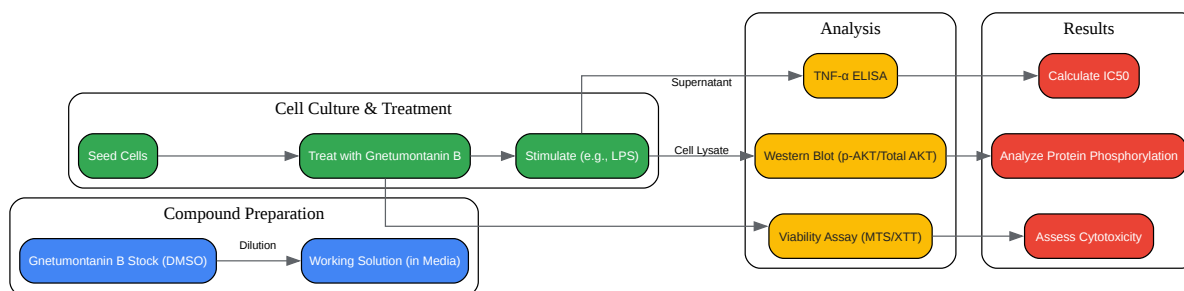 Analysis
Results
TNF-α ELISA
Calculate IC50
Supernatant
Cell Culture & Treatment
Seed Cells
Treat with Gnetumontanin B
Stimulate (e.g., LPS)
Cell Lysate
Western Blot (p-AKT/Total AKT)
Analyze Protein Phosphorylation
Compound Preparation
Viability Assay (MTS/XTT)
Assess Cytotoxicity
Gnetumontanin B Stock (DMSO)
Dilution
Working Solution (in Media)